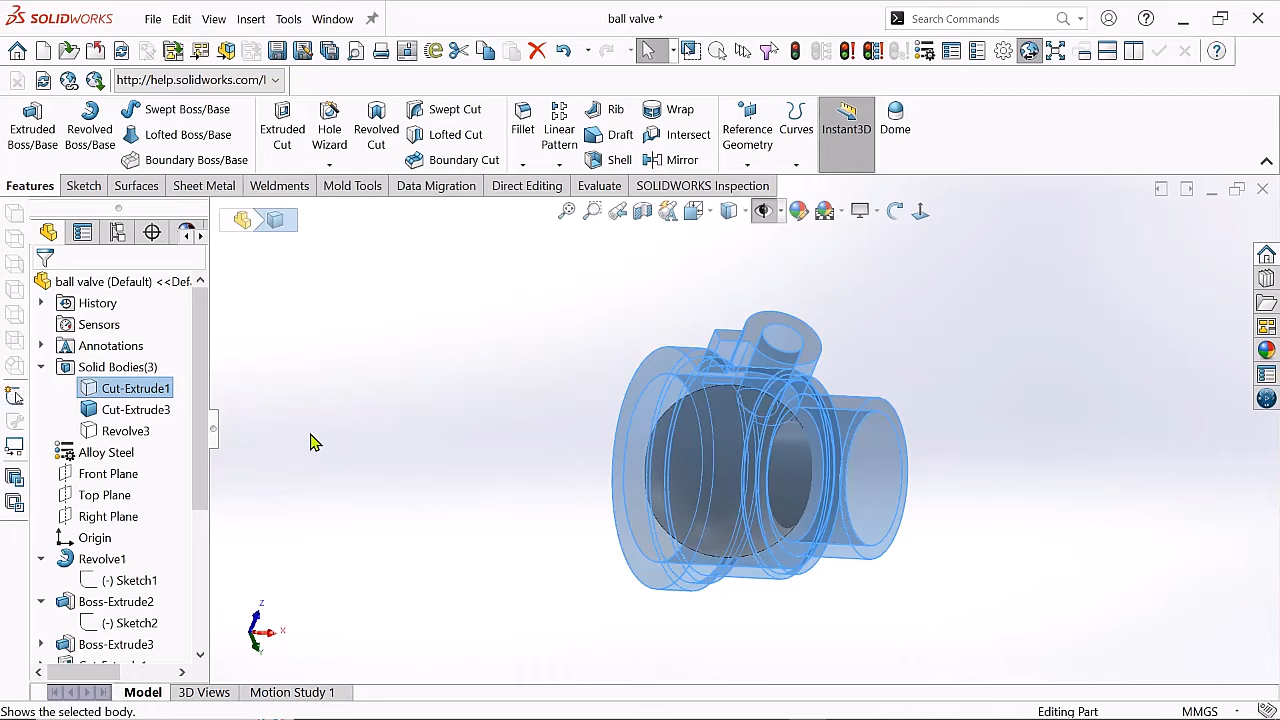 SOLIDWORKS
File Edit View Insert Tools Window
ball valve *
Search Commands
http://help.solidworks.com/l
Extruded Boss/Base
Revolved Boss/Base
Swept Boss/Base
Lofted Boss/Base
Boundary Boss/Base
Extruded Cut
Hole Wizard
Revolved Cut
Swept Cut
Lofted Cut
Boundary Cut
Fillet
Linear Pattern
Rib
Draft
Shell
Wrap
Intersect
Mirror
Reference Geometry
Curves
Instant3D
Dome
Features Sketch Surfaces Sheet Metal Weldments Mold Tools Data Migration Direct Editing Evaluate SOLIDWORKS Inspection
ball valve (Default) <<Def
History
Sensors
Annotations
Solid Bodies(3)
Cut-Extrude1
Cut-Extrude3
Revolve3
Alloy Steel
Front Plane
Top Plane
Right Plane
Origin
Revolve1
(-) Sketch1
Boss-Extrude2
(-) Sketch2
Boss-Extrude3
Z
X
Y
Model 3D Views Motion Study 1
Shows the selected body.
Editing Part
MMGS